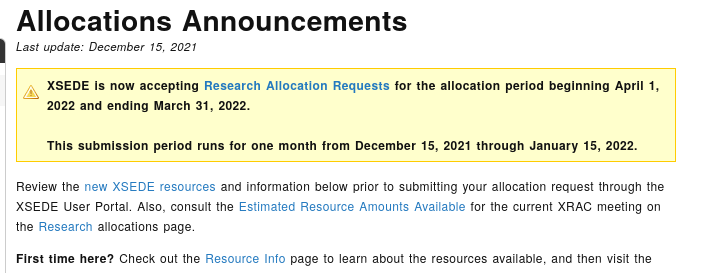 Allocations Announcements
Last update: December 15, 2021
XSEDE is now accepting Research Allocation Requests for the allocation period beginning April 1,
2022 and ending March 31, 2022.
This submission period runs for one month from December 15, 2021 through January 15, 2022.
Review the new XSEDE resources and information below prior to submitting your allocation request through the
XSEDE User Portal. Also, consult the Estimated Resource Amounts Available for the current XRAC meeting on
the Research allocations page.
First time here? Check out the Resource Info page to learn about the resources available, and then visit the